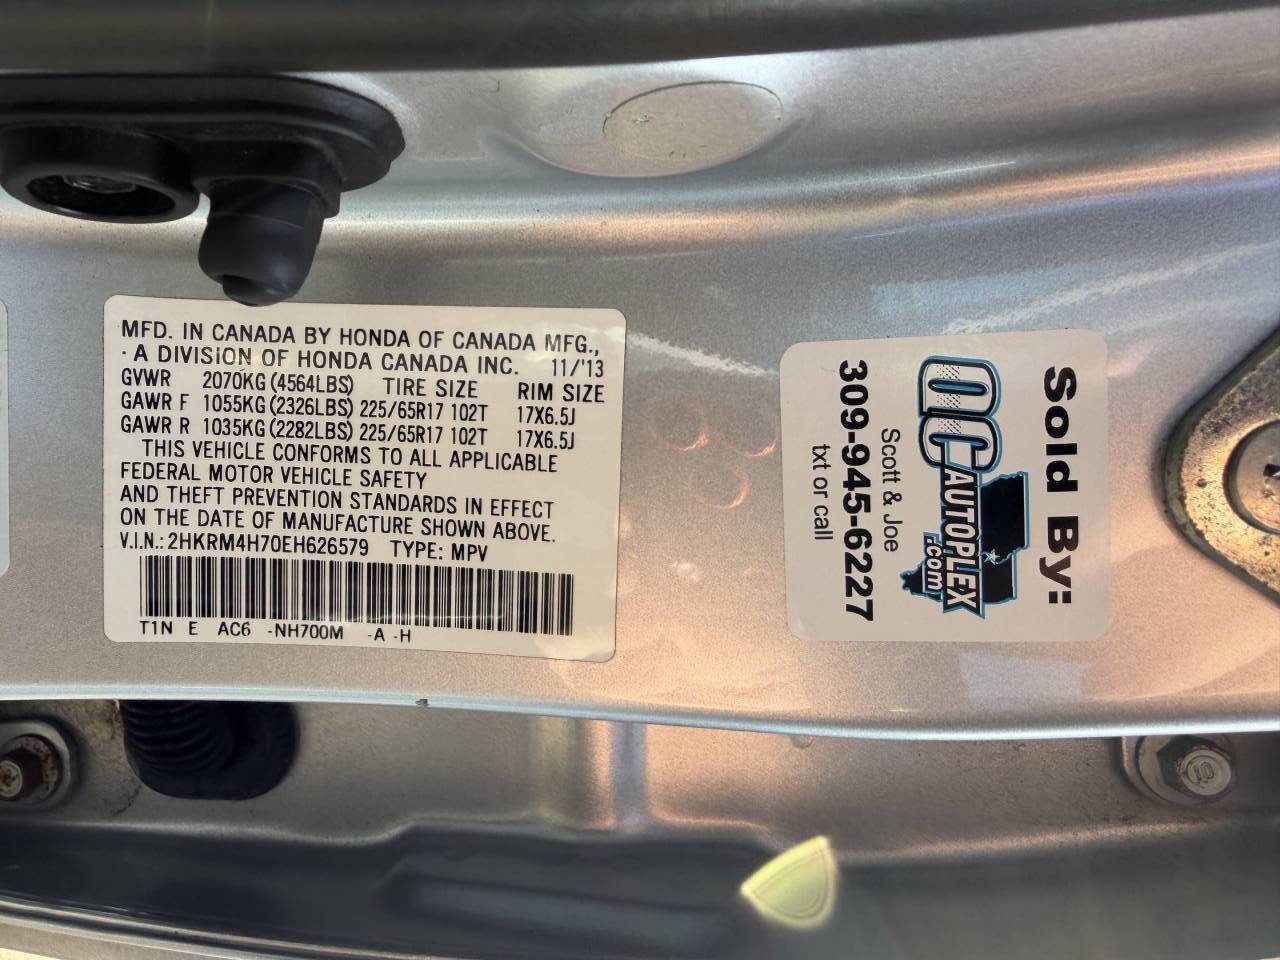 MFD. IN CANADA BY HONDA OF CANADA MFG.,
· A DIVISION OF HONDA CANADA INC. 11/'13
GVWR 2070KG (4564LBS) TIRE SIZE RIM SIZE
GAWR F 1055KG (2326LBS) 225/65R17 102T 17X6.5J
GAWR R 1035KG (2282LBS) 225/65R17 102T 17X6.5J
THIS VEHICLE CONFORMS TO ALL APPLICABLE
FEDERAL MOTOR VEHICLE SAFETY
AND THEFT PREVENTION STANDARDS IN EFFECT
ON THE DATE OF MANUFACTURE SHOWN ABOVE.
V.I.N.: 2HKRM4H70EH626579 TYPE: MPV
T1N E AC6 -NH700M -A -H
Sold By:
QCAUTOPLEX
.com
Scott & Joe
309-945-6227
txt or call
10